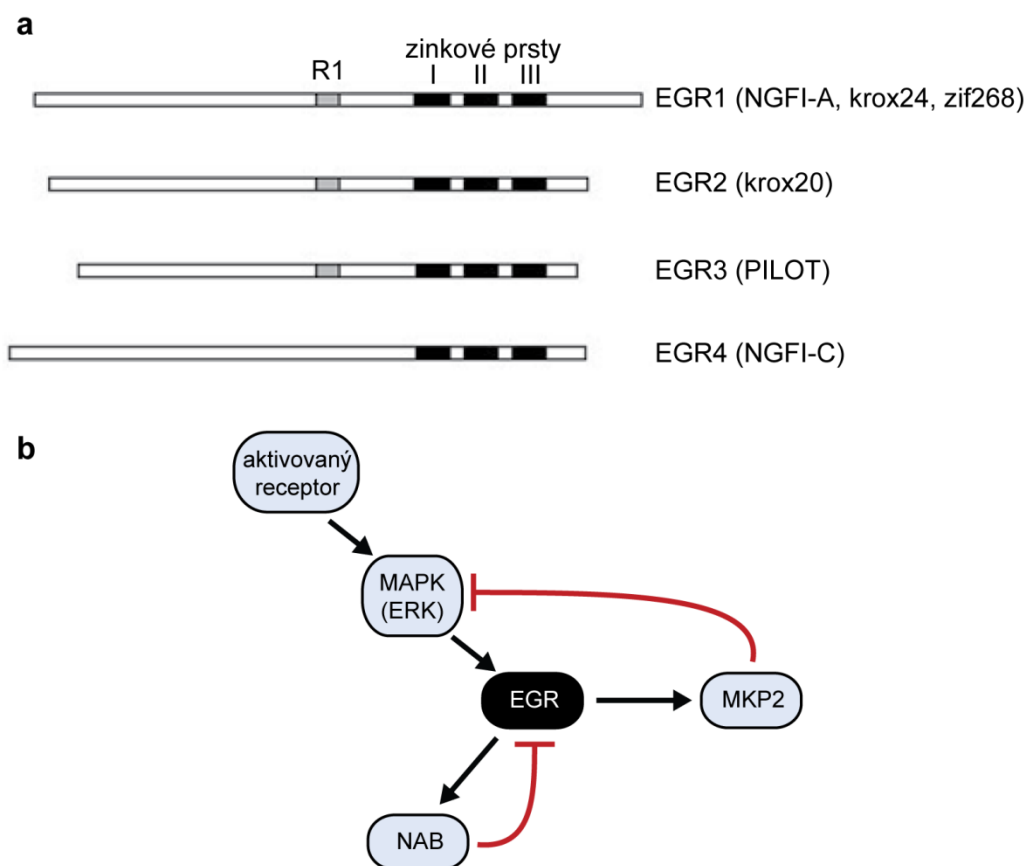 a
zinkové prsty
R1
I II III
EGR1 (NGFI-A, krox24, zif268)
EGR2 (krox20)
EGR3 (PILOT)
EGR4 (NGFI-C)
b
aktivovaný
receptor
MAPK
(ERK)
EGR
MKP2
NAB